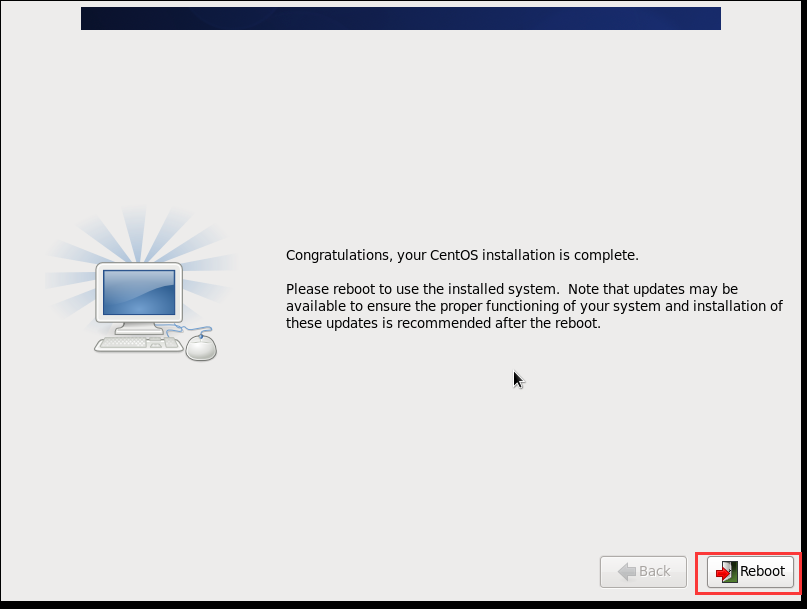 Congratulations, your CentOS installation is complete.
Please reboot to use the installed system.  Note that updates may be
available to ensure the proper functioning of your system and installation of
these updates is recommended after the reboot.
Back
Reboot